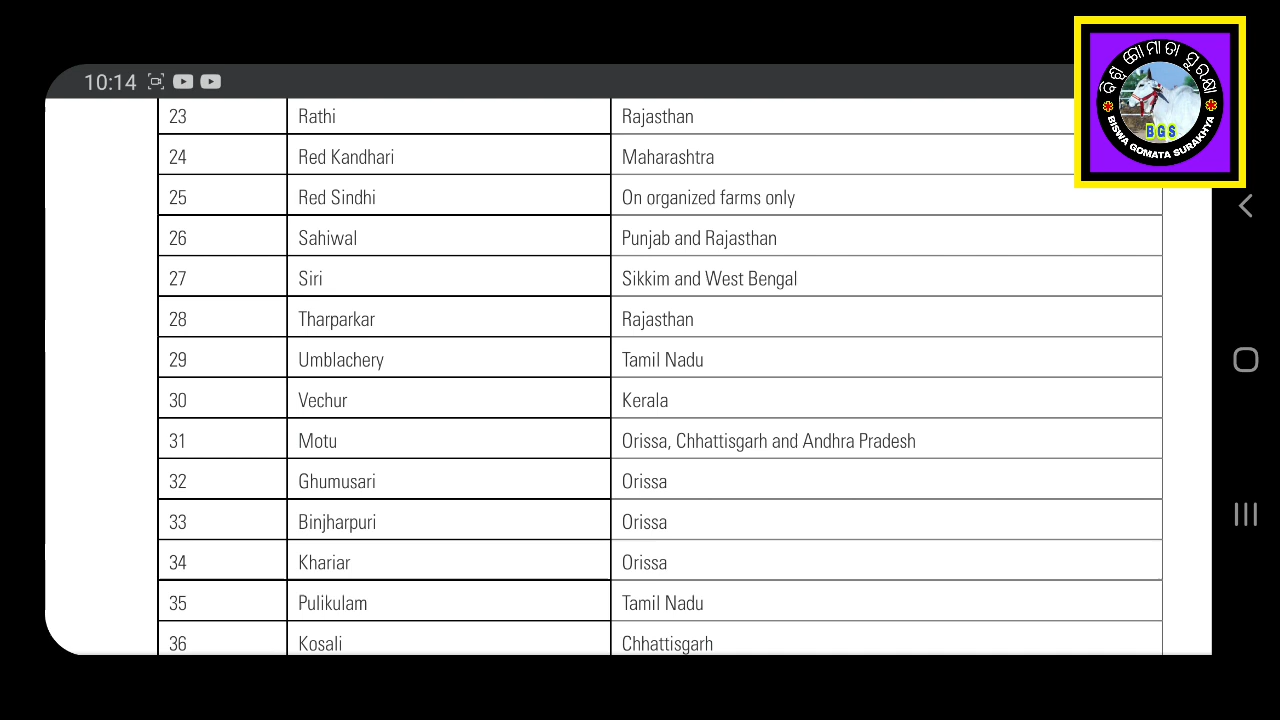 10:14
23 Rathi Rajasthan
24 Red Kandhari Maharashtra
25 Red Sindhi On organized farms only
26 Sahiwal Punjab and Rajasthan
27 Siri Sikkim and West Bengal
28 Tharparkar Rajasthan
29 Umblachery Tamil Nadu
30 Vechur Kerala
31 Motu Orissa, Chhattisgarh and Andhra Pradesh
32 Ghumusari Orissa
33 Binjharpuri Orissa
34 Khariar Orissa
35 Pulikulam Tamil Nadu
36 Kosali Chhattisgarh
ବିଶ୍ୱ ଗୋମାତା ସୁରକ୍ଷା
BGS
BISWA GOMATA SURAKHYA